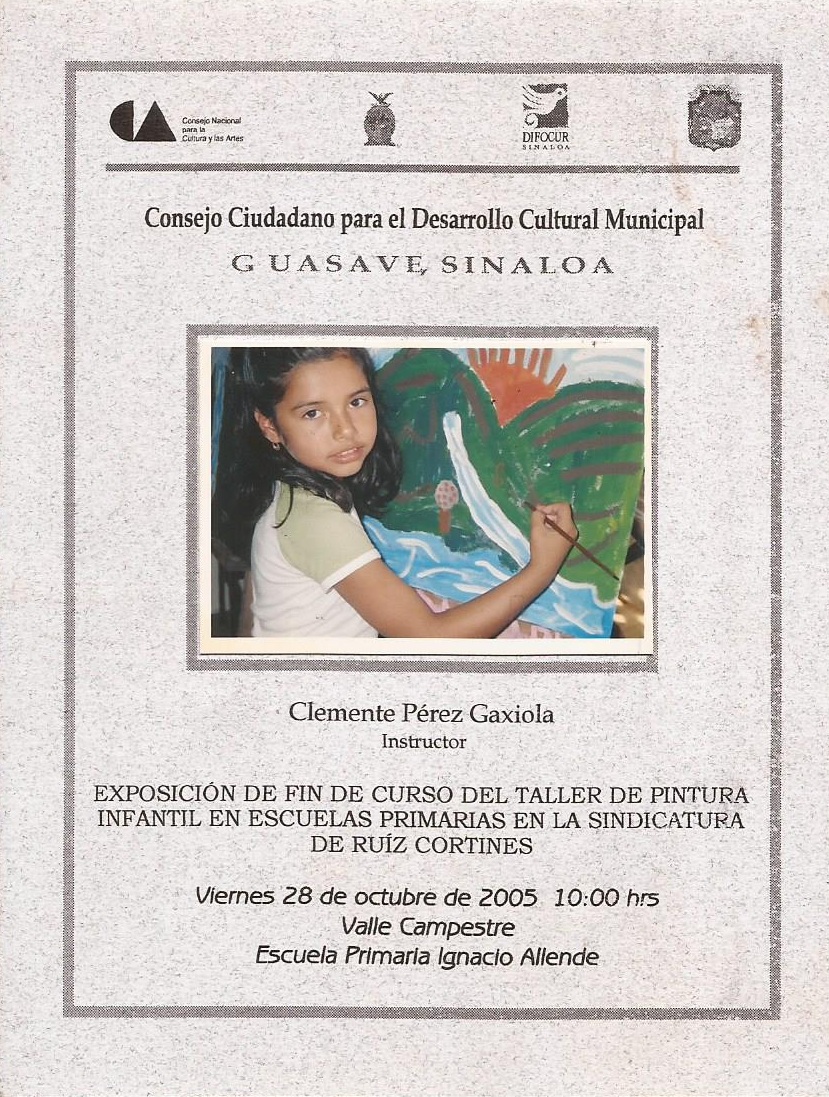 Consejo Nacional
para la
Cultura y las Artes
DIFOCUR
SINALOA
Consejo Ciudadano para el Desarrollo Cultural Municipal
GUASAVE, SINALOA
Clemente Pérez Gaxiola
Instructor
EXPOSICIÓN DE FIN DE CURSO DEL TALLER DE PINTURA
INFANTIL EN ESCUELAS PRIMARIAS EN LA SINDICATURA
DE RUÍZ CORTINES
Viernes 28 de octubre de 2005 10:00 hrs
Valle Campestre
Escuela Primaria Ignacio Allende